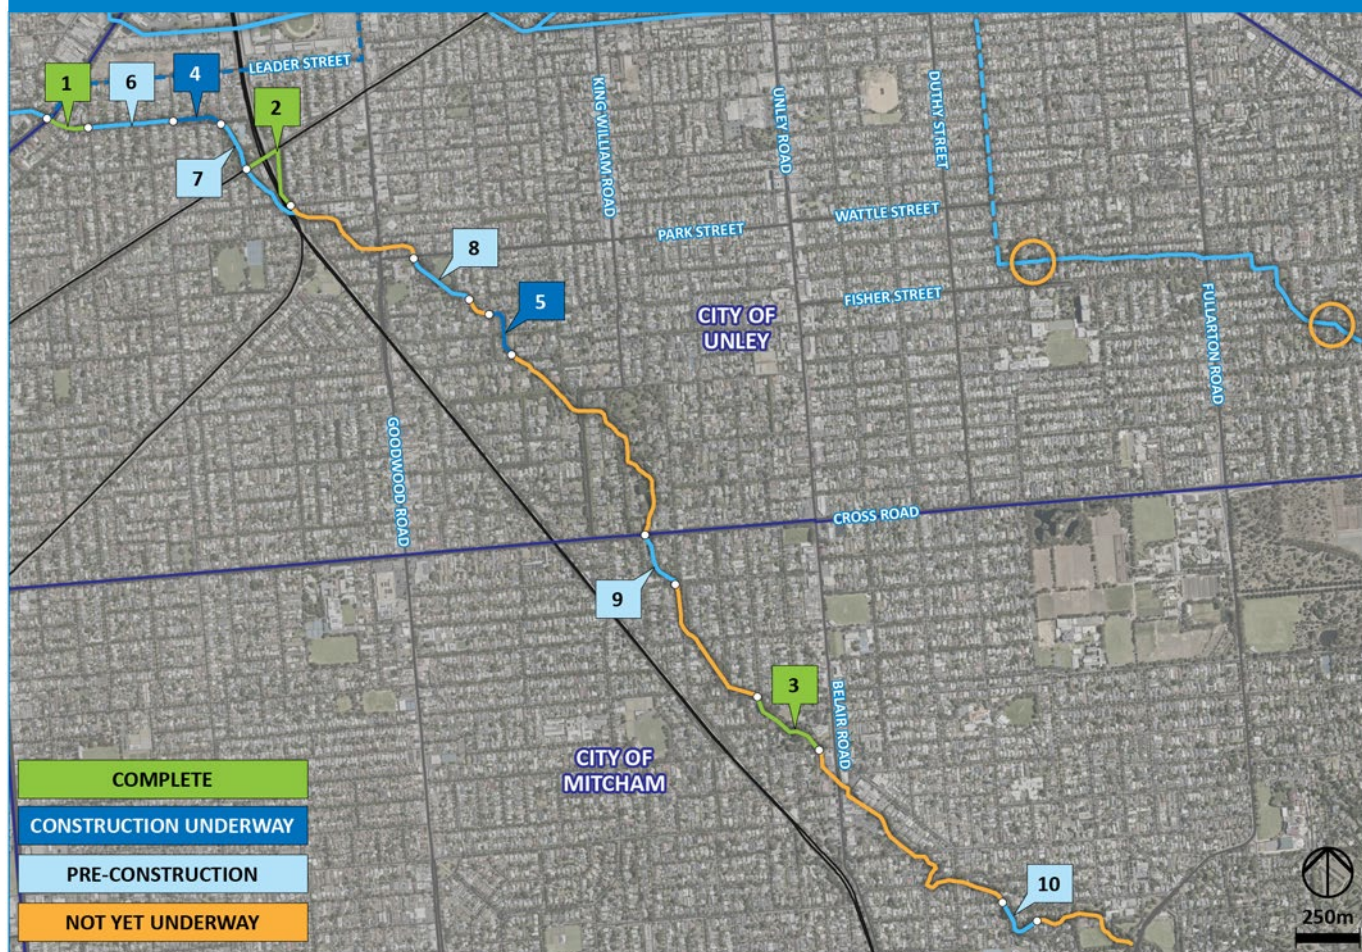 LEADER STREET
1
6
4
2
7
KING WILLIAM ROAD
UNLEY ROAD
DUTHY STREET
WATTLE STREET
PARK STREET
8
5
FISHER STREET
CITY OF
UNLEY
FULLARTON ROAD
GOODWOOD ROAD
CROSS ROAD
9
3
BELAIR ROAD
CITY OF
MITCHAM
10
COMPLETE
CONSTRUCTION UNDERWAY
PRE-CONSTRUCTION
NOT YET UNDERWAY
250m